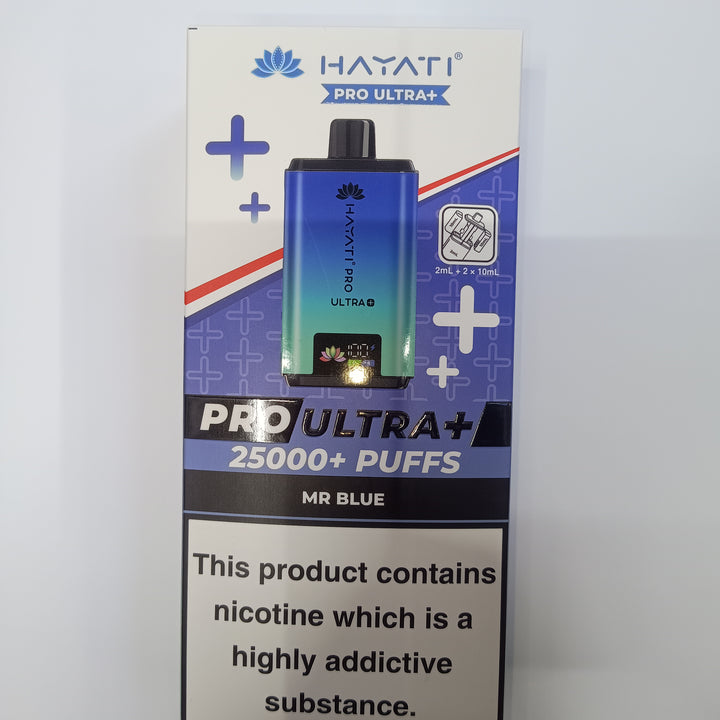 HAYATI®
PRO ULTRA+
HAYATI® PRO
ULTRA+
100
2mL + 2 x 10mL
PRO ULTRA+
25000+ PUFFS
MR BLUE
This product contains
nicotine which is a
highly addictive
substance.